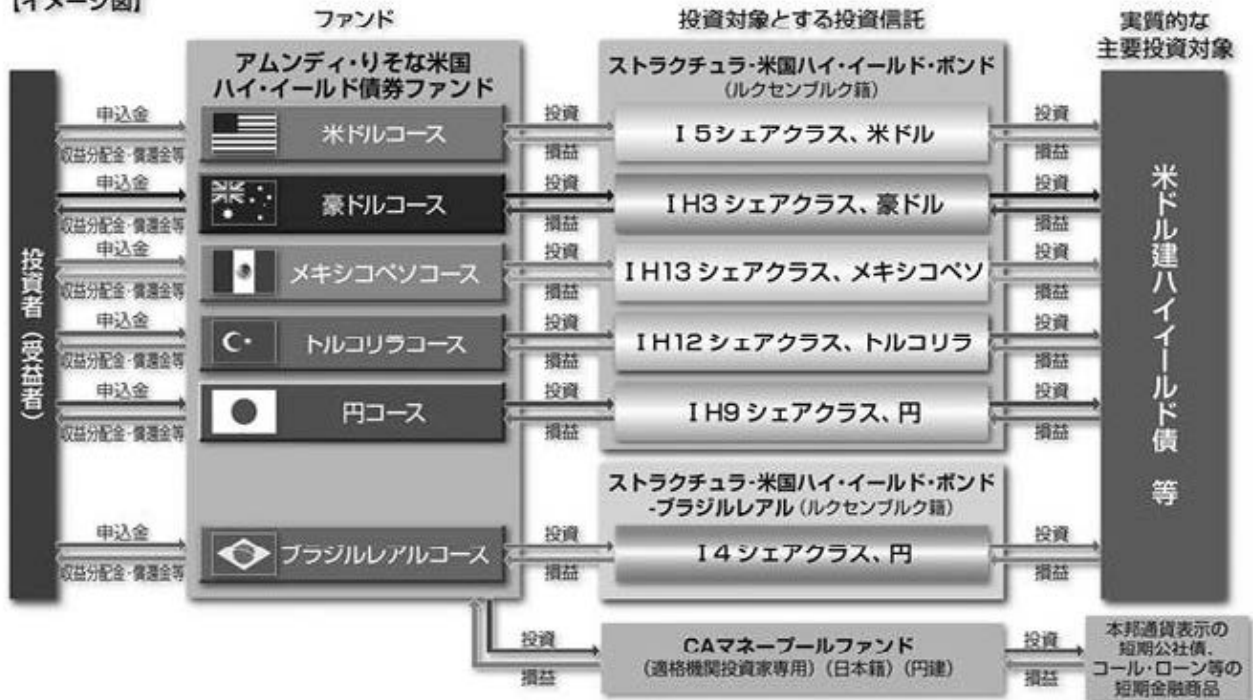 【イメージ図】
ファンド
投資対象とする投資信託
実質的な
主要投資対象
アムンディ・りそな米国
ハイ・イールド債券ファンド
ストラクチュラ-米国ハイ・イールド・ボンド
(ルクセンブルク籍)
投資者(受益者)
申込金
収益分配金・償還金等
米ドルコース
投資
損益
I 5シェアクラス、米ドル
投資
損益
申込金
収益分配金・償還金等
豪ドルコース
投資
損益
I H3 シェアクラス、豪ドル
投資
損益
申込金
収益分配金・償還金等
メキシコペソコース
投資
損益
I H13 シェアクラス、メキシコペソ
投資
損益
申込金
収益分配金・償還金等
トルコリラコース
投資
損益
I H12 シェアクラス、トルコリラ
投資
損益
申込金
収益分配金・償還金等
円コース
投資
損益
I H9 シェアクラス、円
投資
損益
米ドル建ハイイールド債 等
ストラクチュラ-米国ハイ・イールド・ボンド
-ブラジルレアル(ルクセンブルク籍)
申込金
収益分配金・償還金等
ブラジルレアルコース
投資
損益
I 4 シェアクラス、円
投資
損益
投資
損益
CAマネープールファンド
(適格機関投資家専用)(日本籍)(円建)
投資
損益
本邦通貨表示の
短期公社債、
コール・ローン等の
短期金融商品